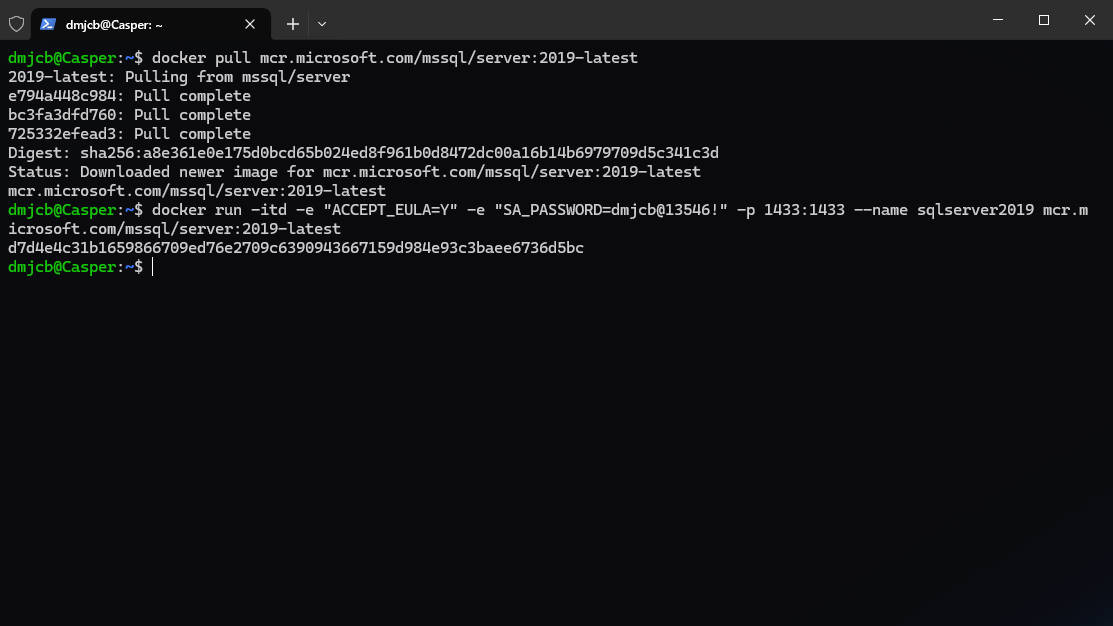 dmjcb@Casper: ~
dmjcb@Casper:~$ docker pull mcr.microsoft.com/mssql/server:2019-latest
2019-latest: Pulling from mssql/server
e794a448c984: Pull complete
bc3fa3dfd760: Pull complete
725332efead3: Pull complete
Digest: sha256:a8e361e0e175d0bcd65b024ed8f961b0d8472dc00a16b14b6979709d5c341c3d
Status: Downloaded newer image for mcr.microsoft.com/mssql/server:2019-latest
mcr.microsoft.com/mssql/server:2019-latest
dmjcb@Casper:~$ docker run -itd -e "ACCEPT_EULA=Y" -e "SA_PASSWORD=dmjcb@13546!" -p 1433:1433 --name sqlserver2019 mcr.m
icrosoft.com/mssql/server:2019-latest
d7d4e4c31b1659866709ed76e2709c6390943667159d984e93c3baee6736d5bc
dmjcb@Casper:~$